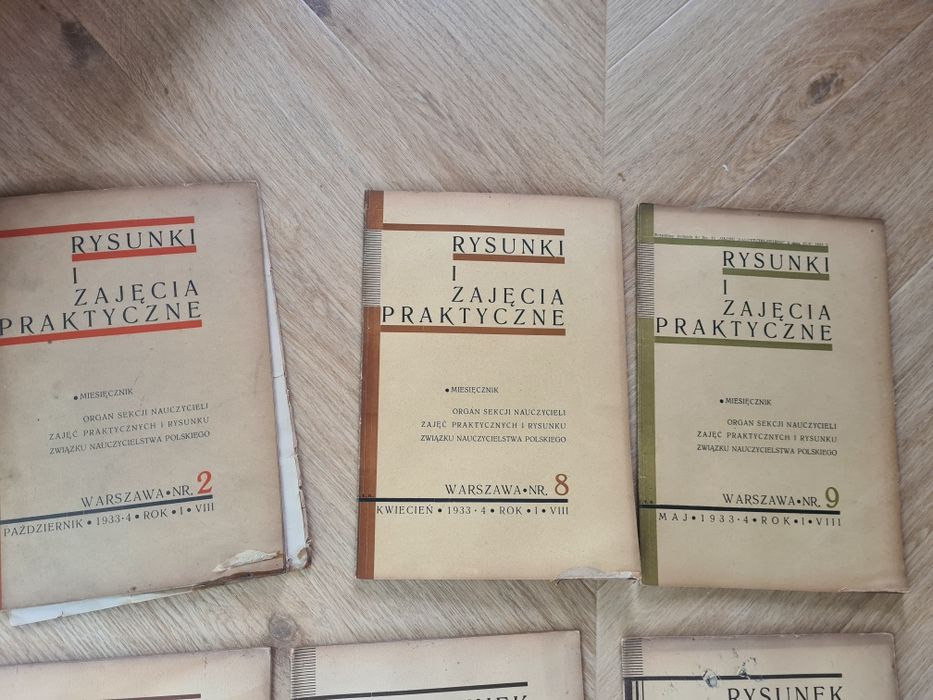 RYSUNKI
I
ZAJĘCIA
PRAKTYCZNE
• MIESIĘCZNIK
ORGAN SEKCJI NAUCZYCIELI
ZAJĘĆ PRAKTYCZNYCH I RYSUNKU
ZWIĄZKU NAUCZYCIELSTWA POLSKIEGO
WARSZAWA • NR. 2
PAŹDZIERNIK • 1933-4 • ROK • I • VIII
RYSUNKI
I
ZAJĘCIA
PRAKTYCZNE
• MIESIĘCZNIK
ORGAN SEKCJI NAUCZYCIELI
ZAJĘĆ PRAKTYCZNYCH I RYSUNKU
ZWIĄZKU NAUCZYCIELSTWA POLSKIEGO
WARSZAWA • NR. 8
KWIECIEŃ • 1933-4 • ROK • I • VIII
RYSUNKI
I
ZAJĘCIA
PRAKTYCZNE
• MIESIĘCZNIK
ORGAN SEKCJI NAUCZYCIELI
ZAJĘĆ PRAKTYCZNYCH I RYSUNKU
ZWIĄZKU NAUCZYCIELSTWA POLSKIEGO
WARSZAWA • NR. 9
MAJ • 1933-4 • ROK • I • VIII
RYSUNEK